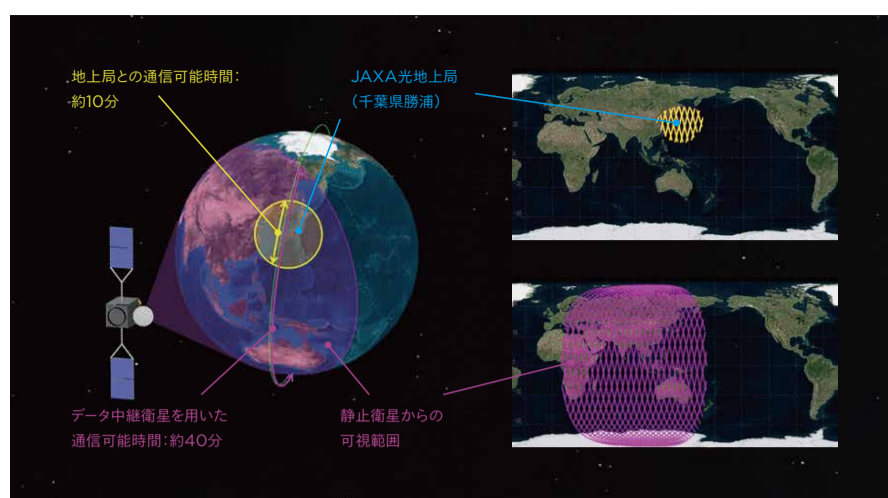 地上局との通信可能時間:
約10分
JAXA光地上局
(千葉県勝浦)
データ中継衛星を用いた
通信可能時間:約40分
静止衛星からの
可視範囲